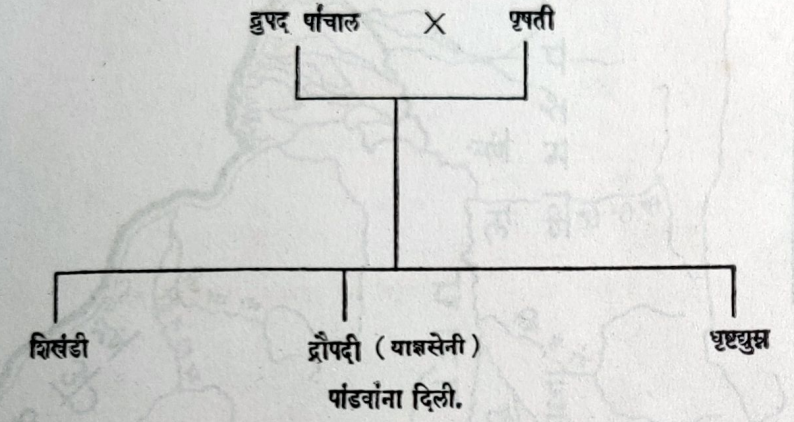 द्रुपद पांचाल X पृषती
शिखंडी द्रौपदी ( याज्ञसेनी ) धृष्टद्युम्न
पांडवांना दिली.